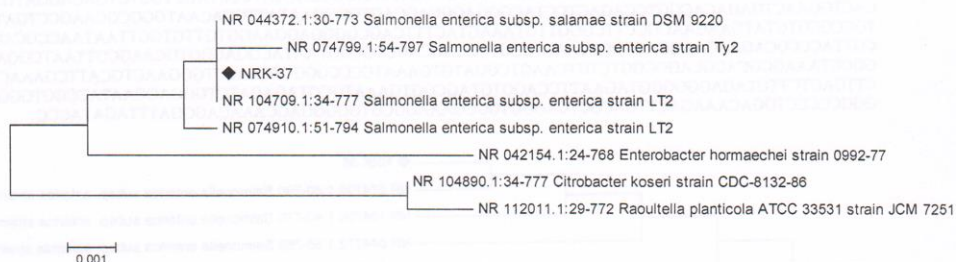 NR 044372.1:30-773 Salmonella enterica subsp. salamae strain DSM 9220
NR 074799.1:54-797 Salmonella enterica subsp. enterica strain Ty2
NRK-37
NR 104709.1:34-777 Salmonella enterica subsp. enterica strain LT2
NR 074910.1:51-794 Salmonella enterica subsp. enterica strain LT2
NR 042154.1:24-768 Enterobacter hormaechei strain 0992-77
NR 104890.1:34-777 Citrobacter koseri strain CDC-8132-86
NR 112011.1:29-772 Raoultella planticola ATCC 33531 strain JCM 7251
0.001